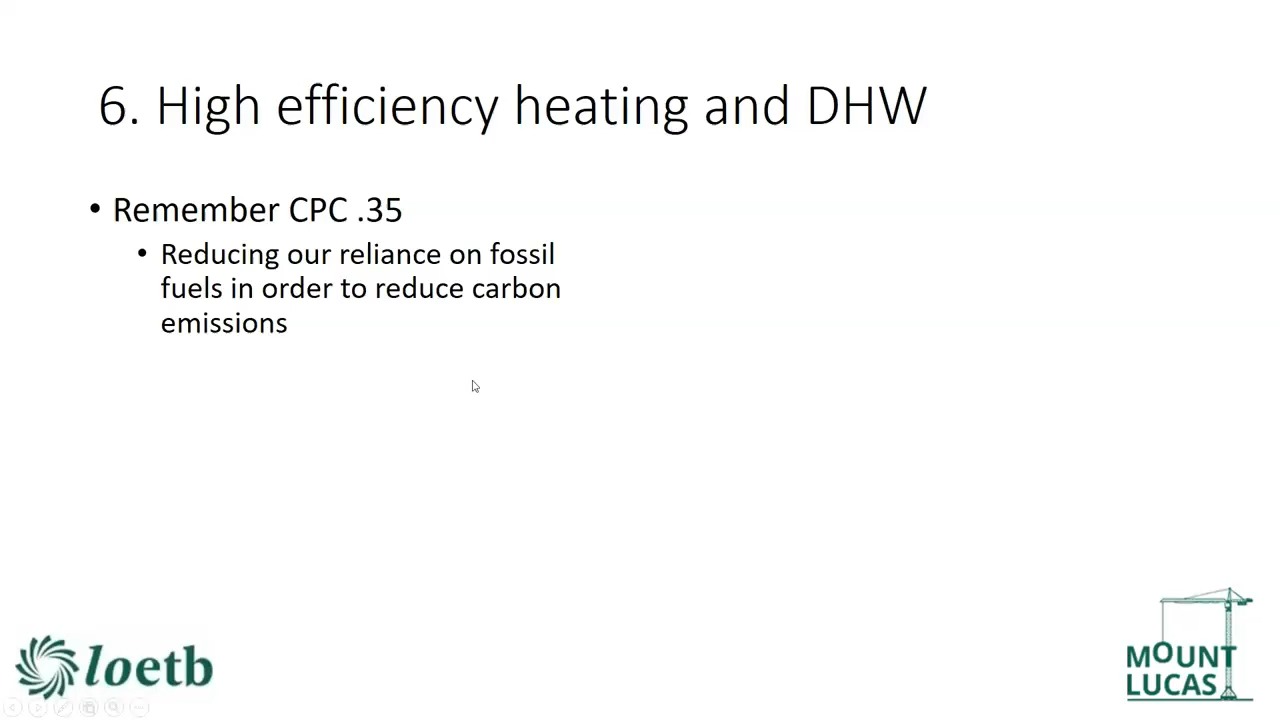 6. High efficiency heating and DHW
• Remember CPC .35
• Reducing our reliance on fossil
fuels in order to reduce carbon
emissions
loetb
MOUNT
LUCAS